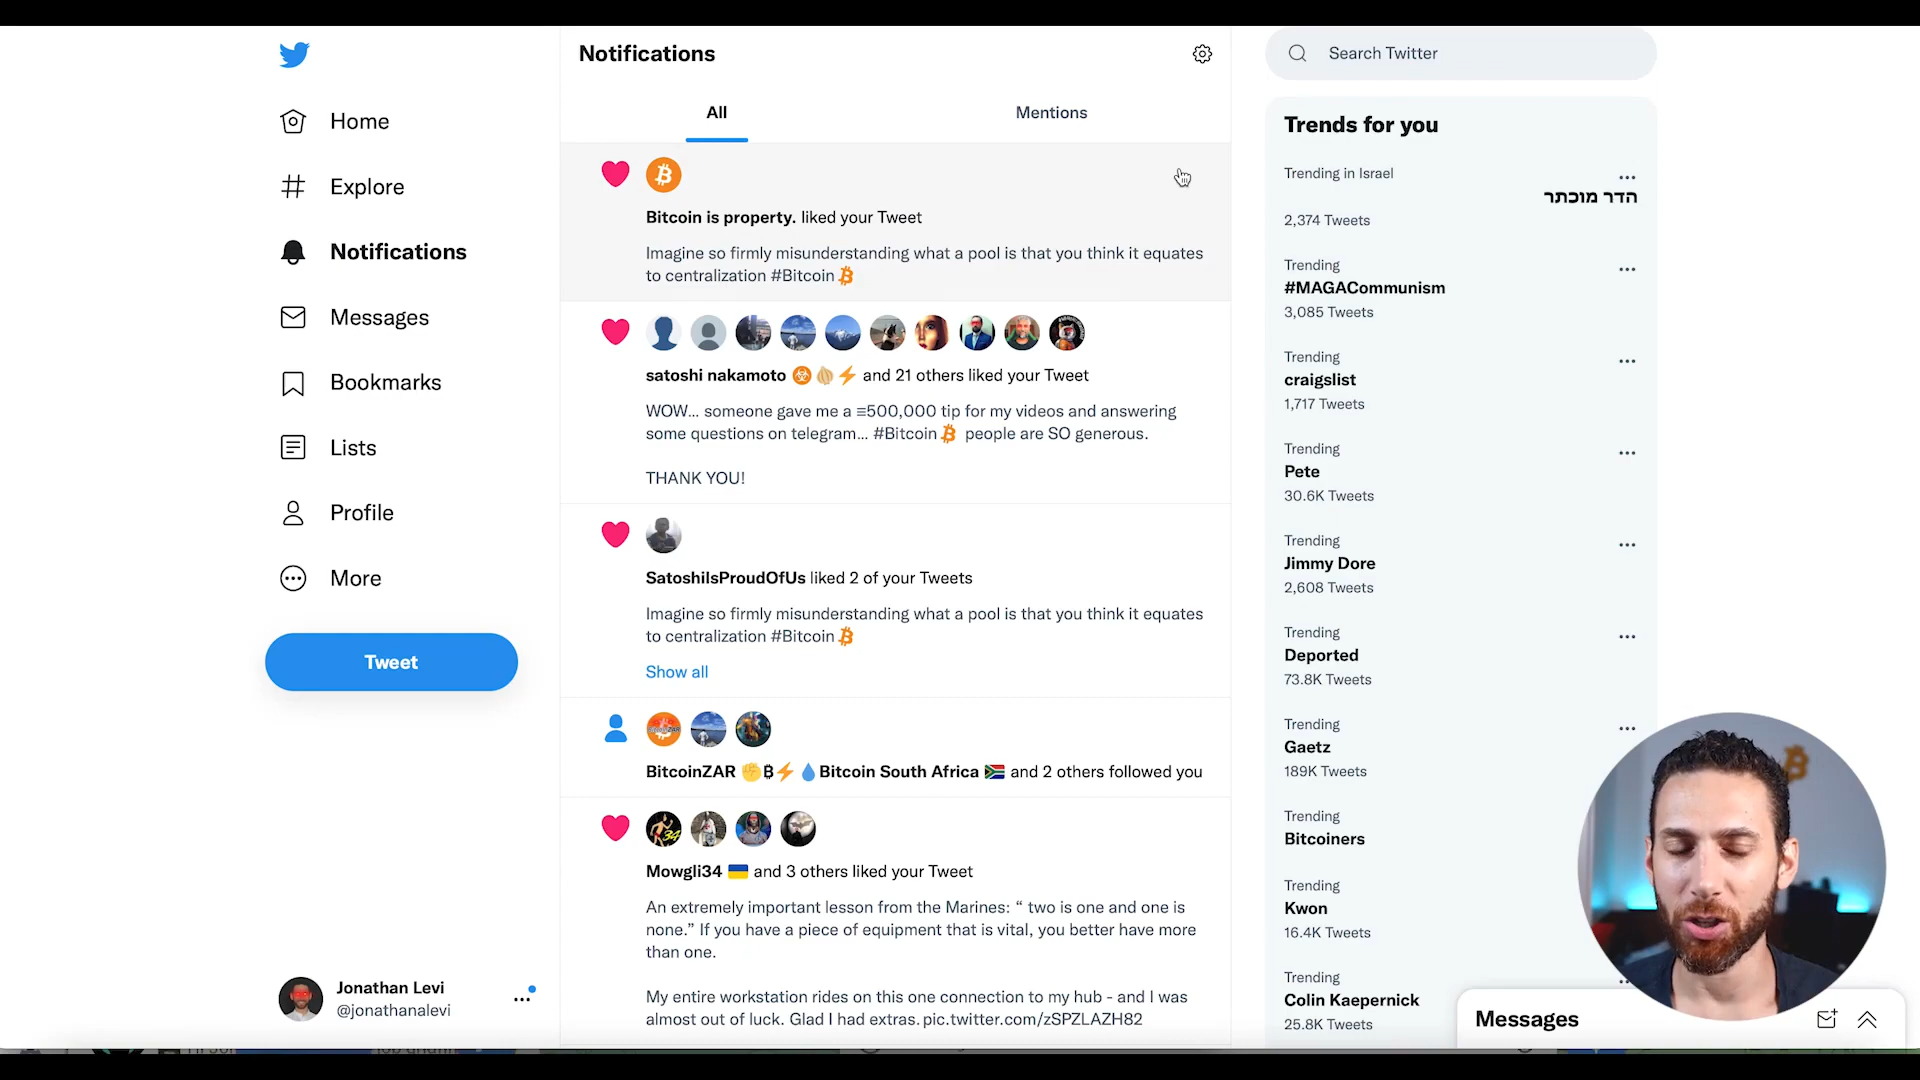 Home
Explore
Notifications
Messages
Bookmarks
Lists
Profile
More
Tweet
Jonathan Levi
@jonathanalevi
Notifications
All
Mentions
Bitcoin is property. liked your Tweet
Imagine so firmly misunderstanding what a pool is that you think it equates
to centralization #Bitcoin
satoshi nakamoto and 21 others liked your Tweet
WOW... someone gave me a ≡500,000 tip for my videos and answering
some questions on telegram... #Bitcoin people are SO generous.
THANK YOU!
SatoshiIsProudOfUs liked 2 of your Tweets
Imagine so firmly misunderstanding what a pool is that you think it equates
to centralization #Bitcoin
Show all
BitcoinZAR ✊₿⚡💧Bitcoin South Africa 🇿🇦 and 2 others followed you
Mowgli34 🇺🇦 and 3 others liked your Tweet
An extremely important lesson from the Marines: “ two is one and one is
none.” If you have a piece of equipment that is vital, you better have more
than one.
My entire workstation rides on this one connection to my hub - and I was
almost out of luck. Glad I had extras. pic.twitter.com/zSPZLAZH82
Search Twitter
Trends for you
Trending in Israel
הדר מוכתר
2,374 Tweets
Trending
#MAGACommunism
3,085 Tweets
Trending
craigslist
1,717 Tweets
Trending
Pete
30.6K Tweets
Trending
Jimmy Dore
2,608 Tweets
Trending
Deported
73.8K Tweets
Trending
Gaetz
189K Tweets
Trending
Bitcoiners
Trending
Kwon
16.4K Tweets
Trending
Colin Kaepernick
25.8K Tweets
Messages